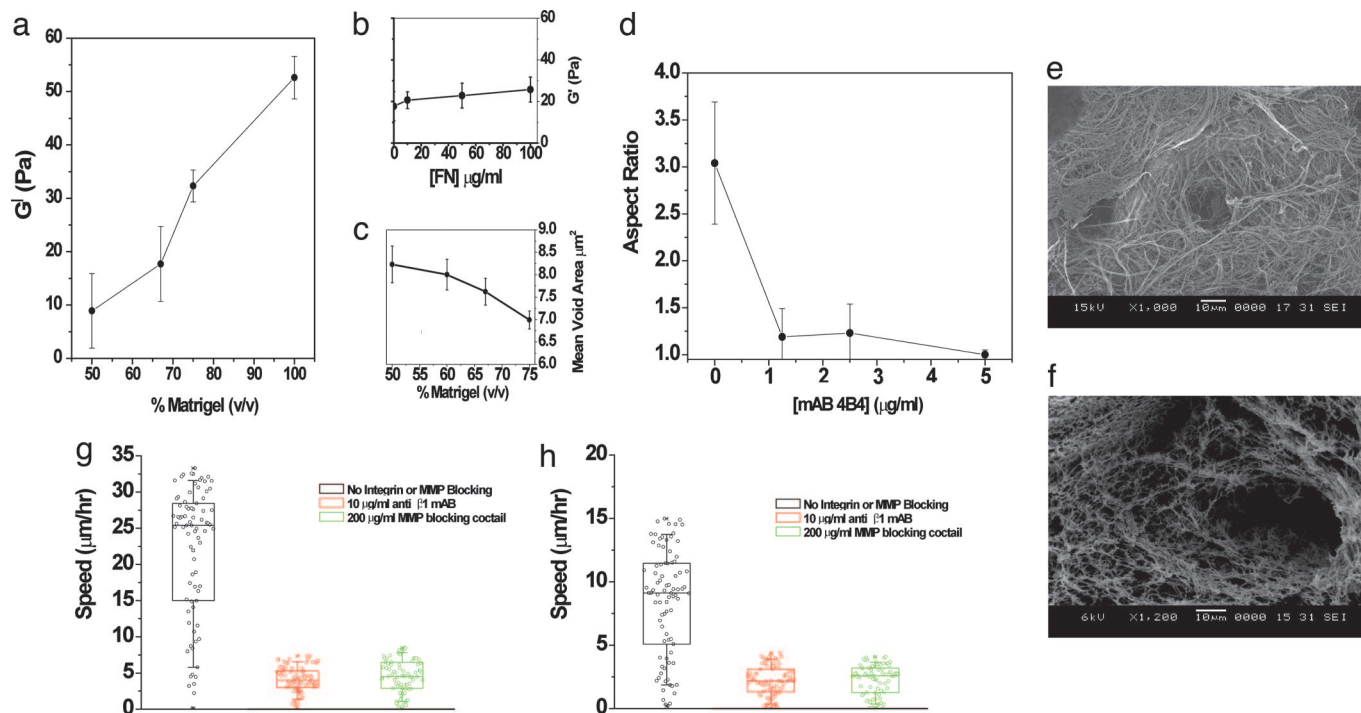 a
60
50
40
30
20
10
0
G| (Pa)
50 60 70 80 90 100
% Matrigel (v/v)
b
60
40
20
0
G' (Pa)
0 20 40 60 80 100
[FN] μg/ml
c
9.0
8.5
8.0
7.5
7.0
6.5
6.0
Mean Void Area μm²
50 55 60 65 70 75
% Matrigel (v/v)
d
4.0
3.5
3.0
2.5
2.0
1.5
1.0
Aspect Ratio
0 1 2 3 4 5
[mAB 4B4] (μg/ml)
e
15kV X1,000 10μm 0000 17 31 SEI
f
6kV X1,200 10μm 0000 15 31 SEI
g
35
30
25
20
15
10
5
0
Speed (μm/hr)
No Integrin or MMP Blocking
10 μg/ml anti β1 mAB
200 μg/ml MMP blocking coctail
h
20
15
10
5
0
Speed (μm/hr)
No Integrin or MMP Blocking
10 μg/ml anti β1 mAB
200 μg/ml MMP blocking coctail